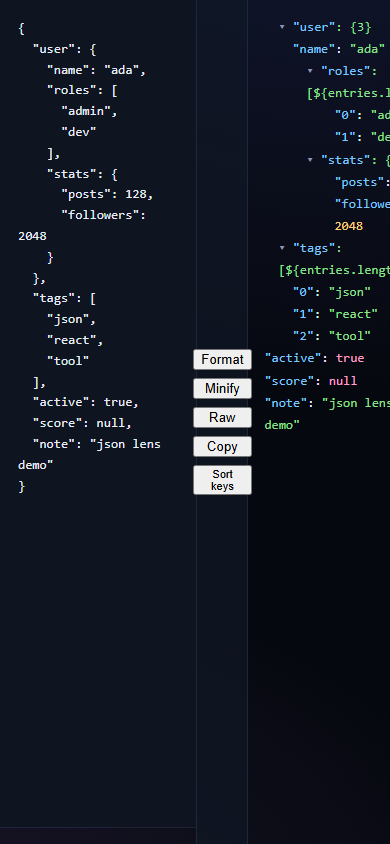 {
"user": {
"name": "ada",
"roles": [
"admin",
"dev"
],
"stats": {
"posts": 128,
"followers":
2048
}
},
"tags": [
"json",
"react",
"tool"
],
"active": true,
"score": null,
"note": "json lens
demo"
}
Format
Minify
Raw
Copy
Sort
keys
▾ "user": {3}
"name": "ada"
▾ "roles":
[${entries.l
"0": "ad
"1": "de
▾ "stats": {
"posts":
"followe
2048
▾ "tags":
[${entries.lengt
"0": "json"
"1": "react"
"2": "tool"
"active": true
"score": null
"note": "json lens
demo"